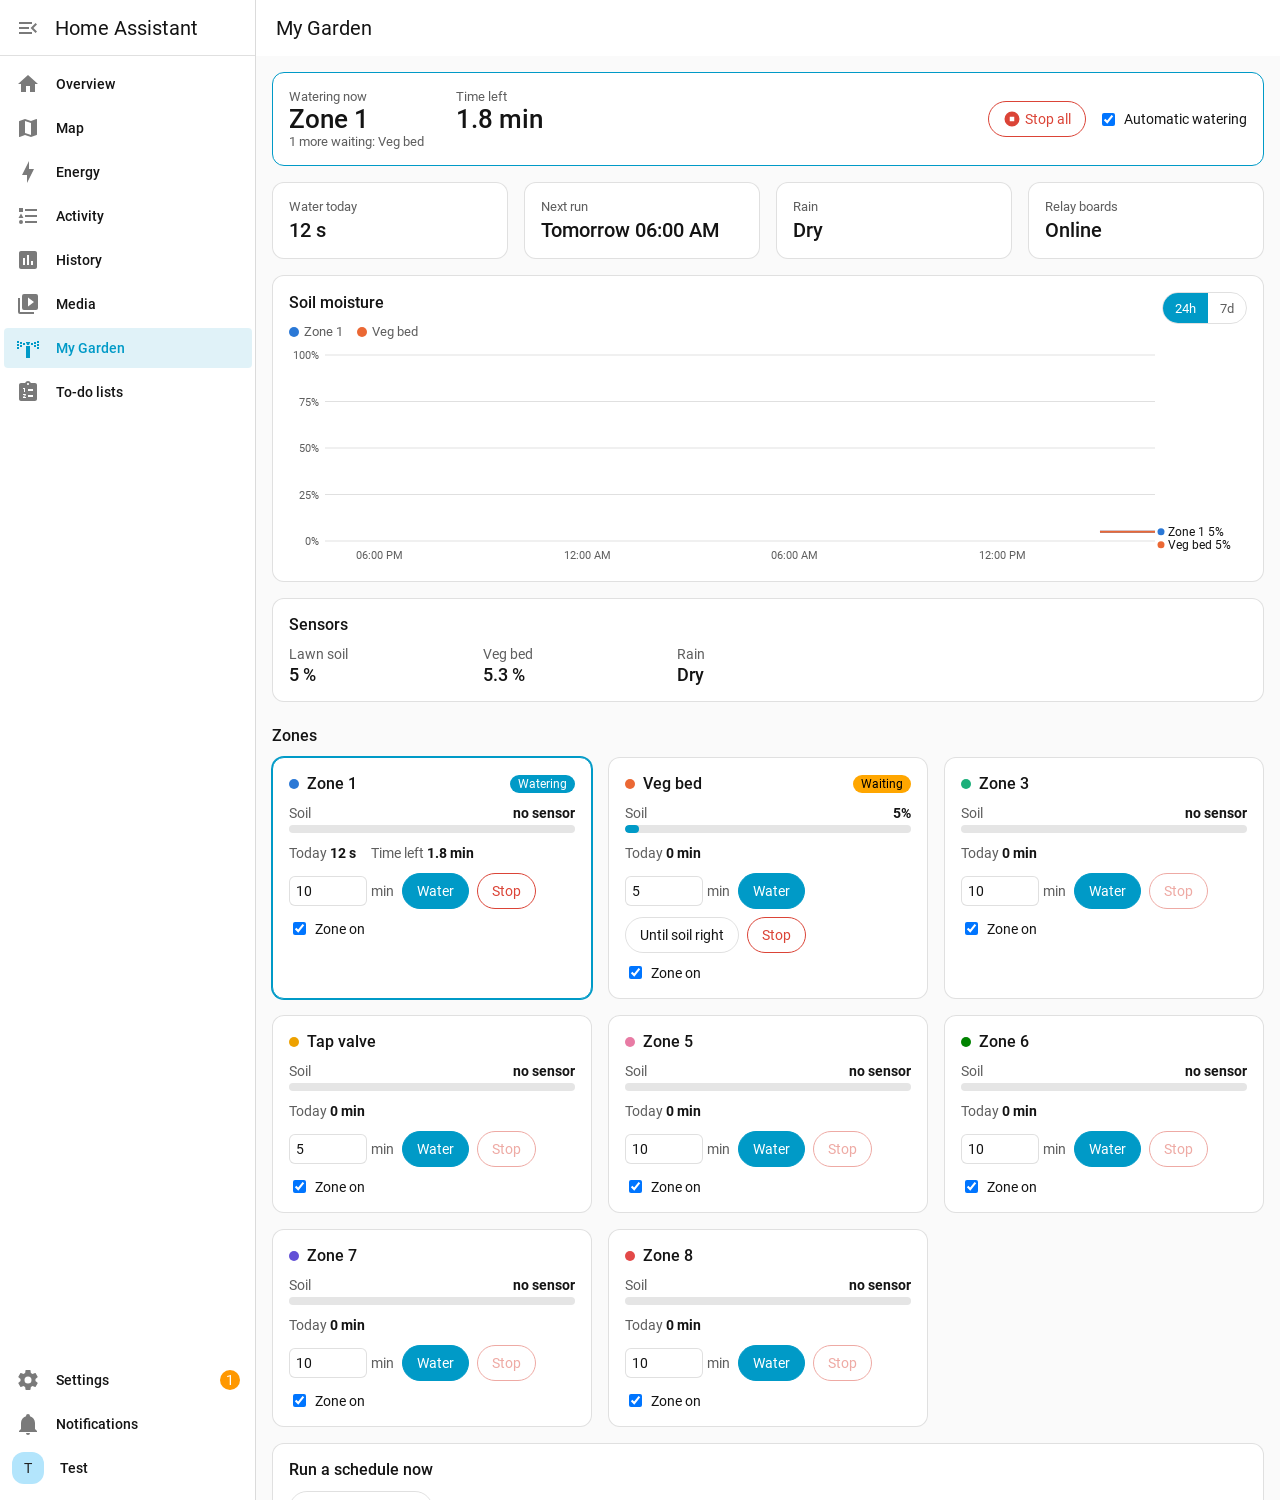 Home Assistant
Overview
Map
Energy
Activity
History
Media
My Garden
To-do lists
Settings
1
Notifications
T
Test
My Garden
Watering now
Zone 1
1 more waiting: Veg bed
Time left
1.8 min
Stop all
Automatic watering
Water today
12 s
Next run
Tomorrow 06:00 AM
Rain
Dry
Relay boards
Online
Soil moisture
24h 7d
Zone 1 Veg bed
100%
75%
50%
25%
0%
06:00 PM 12:00 AM 06:00 AM 12:00 PM
Zone 1 5%
Veg bed 5%
Sensors
Lawn soil
5 %
Veg bed
5.3 %
Rain
Dry
Zones
Zone 1 Watering
Soil no sensor
Today 12 s Time left 1.8 min
10 min Water Stop
Zone on
Veg bed Waiting
Soil 5%
Today 0 min
5 min Water
Until soil right Stop
Zone on
Zone 3
Soil no sensor
Today 0 min
10 min Water Stop
Zone on
Tap valve
Soil no sensor
Today 0 min
5 min Water Stop
Zone on
Zone 5
Soil no sensor
Today 0 min
10 min Water Stop
Zone on
Zone 6
Soil no sensor
Today 0 min
10 min Water Stop
Zone on
Zone 7
Soil no sensor
Today 0 min
10 min Water Stop
Zone on
Zone 8
Soil no sensor
Today 0 min
10 min Water Stop
Zone on
Run a schedule now